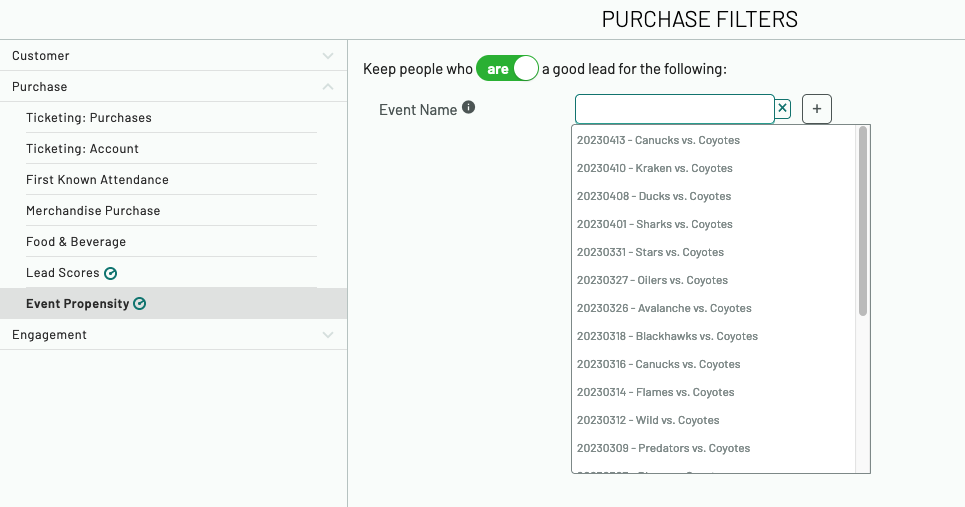 PURCHASE FILTERS
Customer
Purchase
Ticketing: Purchases
Ticketing: Account
First Known Attendance
Merchandise Purchase
Food & Beverage
Lead Scores
Event Propensity
Engagement
Keep people who are a good lead for the following:
Event Name
20230413 - Canucks vs. Coyotes
20230410 - Kraken vs. Coyotes
20230408 - Ducks vs. Coyotes
20230401 - Sharks vs. Coyotes
20230331 - Stars vs. Coyotes
20230327 - Oilers vs. Coyotes
20230326 - Avalanche vs. Coyotes
20230318 - Blackhawks vs. Coyotes
20230316 - Canucks vs. Coyotes
20230314 - Flames vs. Coyotes
20230312 - Wild vs. Coyotes
20230309 - Predators vs. Coyotes